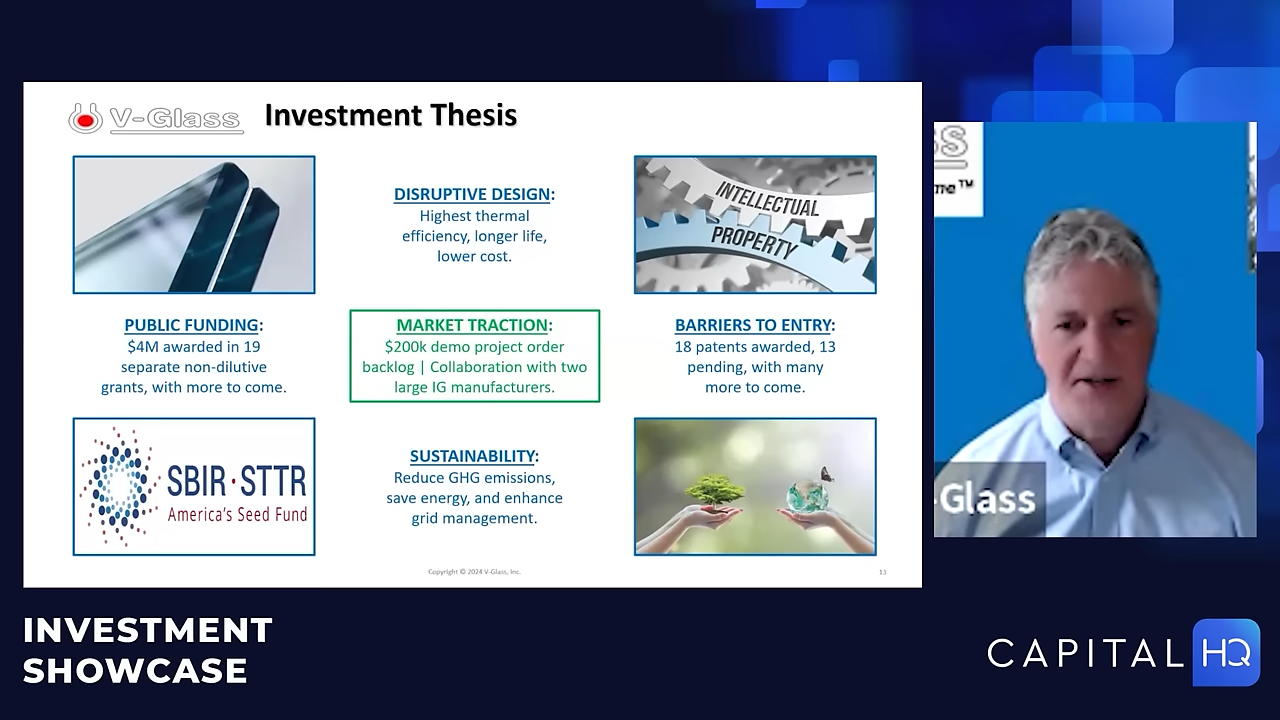 V-Glass
Investment Thesis
DISRUPTIVE DESIGN:
Highest thermal
efficiency, longer life,
lower cost.
INTELLECTUAL
PROPERTY
PUBLIC FUNDING:
$4M awarded in 19
separate non-dilutive
grants, with more to come.
MARKET TRACTION:
$200k demo project order
backlog | Collaboration with two
large IG manufacturers.
BARRIERS TO ENTRY:
18 patents awarded, 13
pending, with many
more to come.
SBIR·STTR
America's Seed Fund
SUSTAINABILITY:
Reduce GHG emissions,
save energy, and enhance
grid management.
Copyright © 2024 V-Glass, Inc.
13
ss
me™
-Glass
INVESTMENT
SHOWCASE
CAPITAL HQ